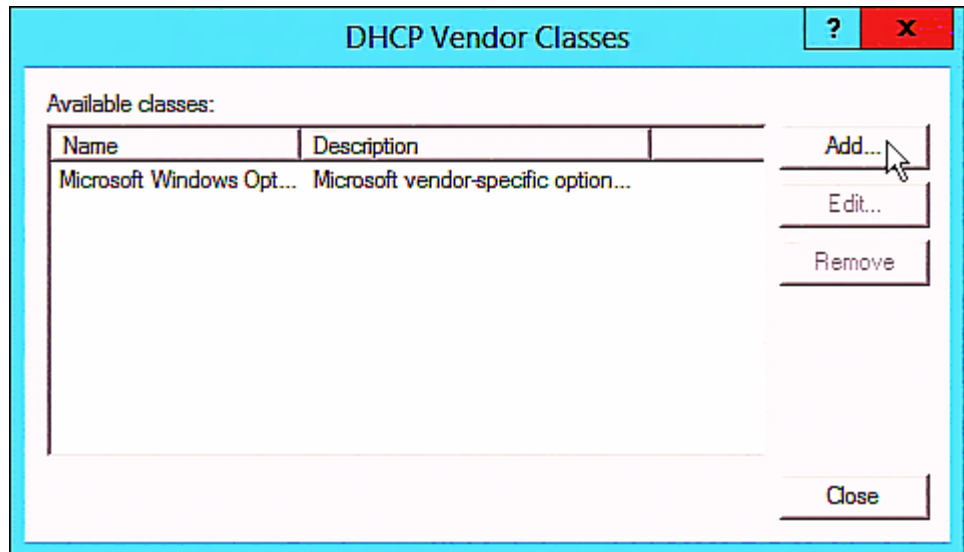 DHCP Vendor Classes ? x
Available classes:
Name Description
Add...
Microsoft Windows Opt... Microsoft vendor-specific option...
Edit...
Remove
Close